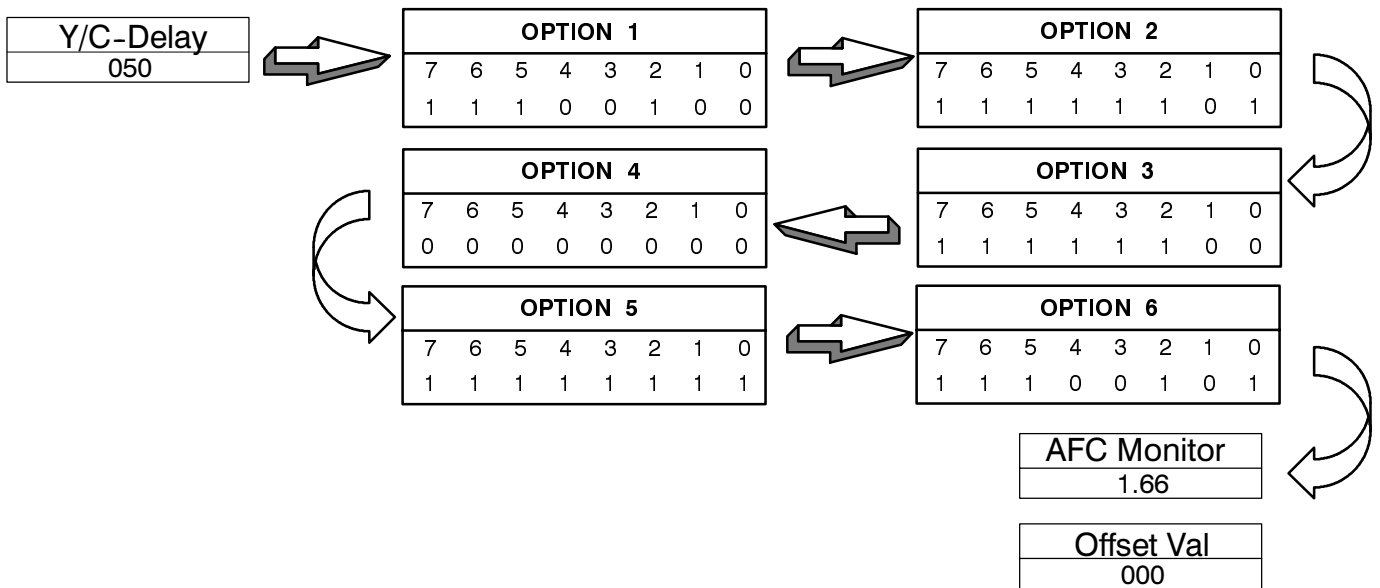 Y/C-Delay
050
OPTION 1
7 6 5 4 3 2 1 0
1 1 1 0 0 1 0 0
OPTION 2
7 6 5 4 3 2 1 0
1 1 1 1 1 1 0 1
OPTION 4
7 6 5 4 3 2 1 0
0 0 0 0 0 0 0 0
OPTION 3
7 6 5 4 3 2 1 0
1 1 1 1 1 1 0 0
OPTION 5
7 6 5 4 3 2 1 0
1 1 1 1 1 1 1 1
OPTION 6
7 6 5 4 3 2 1 0
1 1 1 0 0 1 0 1
AFC Monitor
1.66
Offset Val
000